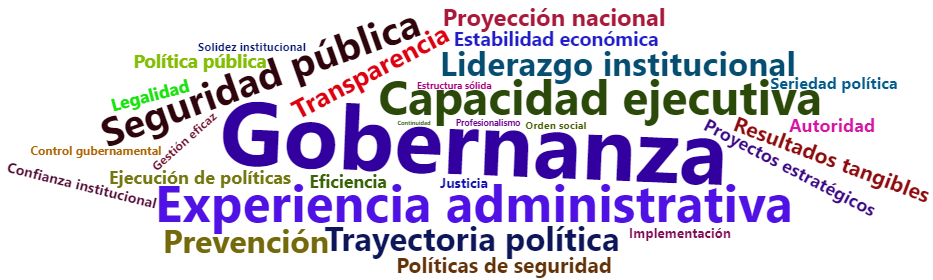 Proyección nacional
Solidez institucional
Estabilidad económica
Política pública
Seguridad pública
Transparencia
Liderazgo institucional
Estructura sólida
Seriedad política
Legalidad
Capacidad ejecutiva
Continuidad
Profesionalismo
Orden social
Autoridad
Gobernanza
Gestión eficaz
Control gubernamental
Resultados tangibles
Proyectos estratégicos
Confianza institucional
Ejecución de políticas
Eficiencia
Justicia
Experiencia administrativa
Prevención
Trayectoria política
Implementación
Políticas de seguridad